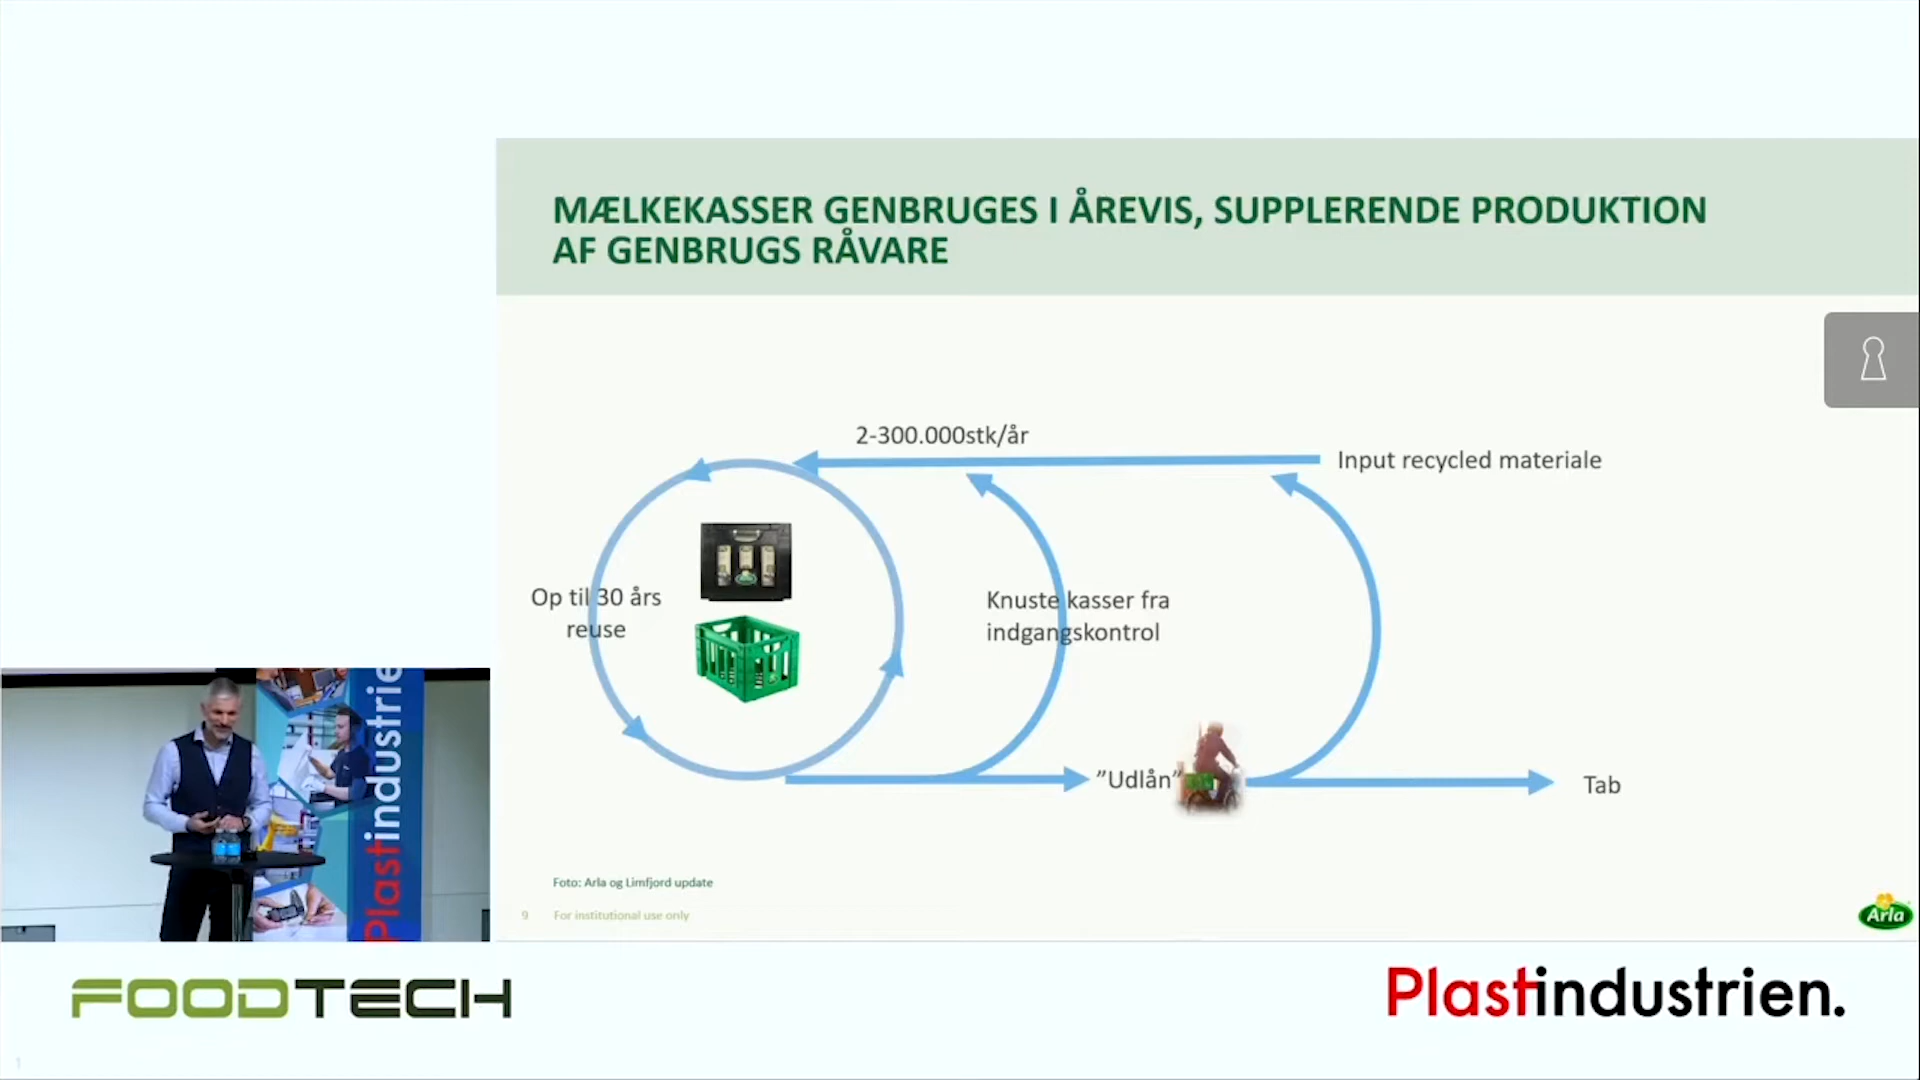 MÆLKEKASSER GENBRUGES I ÅREVIS, SUPPLERENDE PRODUKTION
AF GENBRUGS RÅVARE
2-300.000stk/år
Input recycled materiale
Op til 30 års
reuse
Knuste kasser fra
indgangskontrol
"Udlån"
Tab
Foto: Arla og Limfjord update
9 For institutional use only
Arla
Plastindustrie
FOODTECH
Plastindustrien.
1